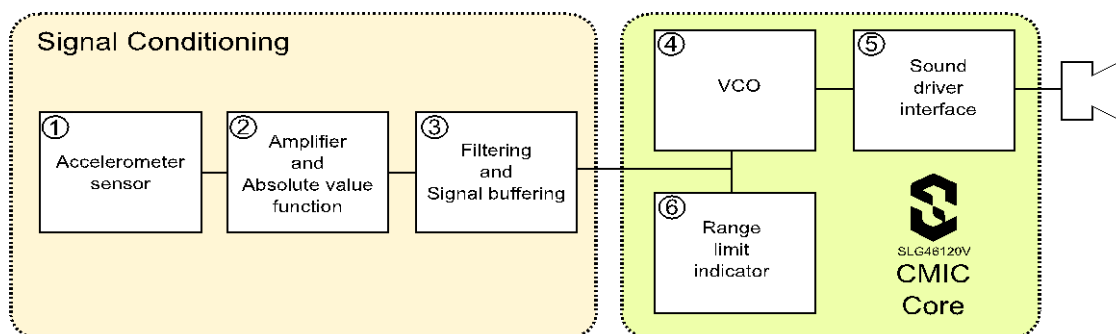 Signal Conditioning
①
Accelerometer
sensor
②
Amplifier
and
Absolute value
function
③
Filtering
and
Signal buffering
④
VCO
⑤
Sound
driver
interface
⑥
Range
limit
indicator
SLG46120V
CMIC
Core